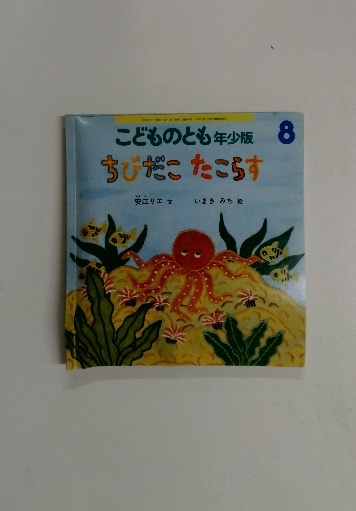 こどものとも 年少版 8
ちびだこ たこらす
安江リエ 文 いまき みち 絵